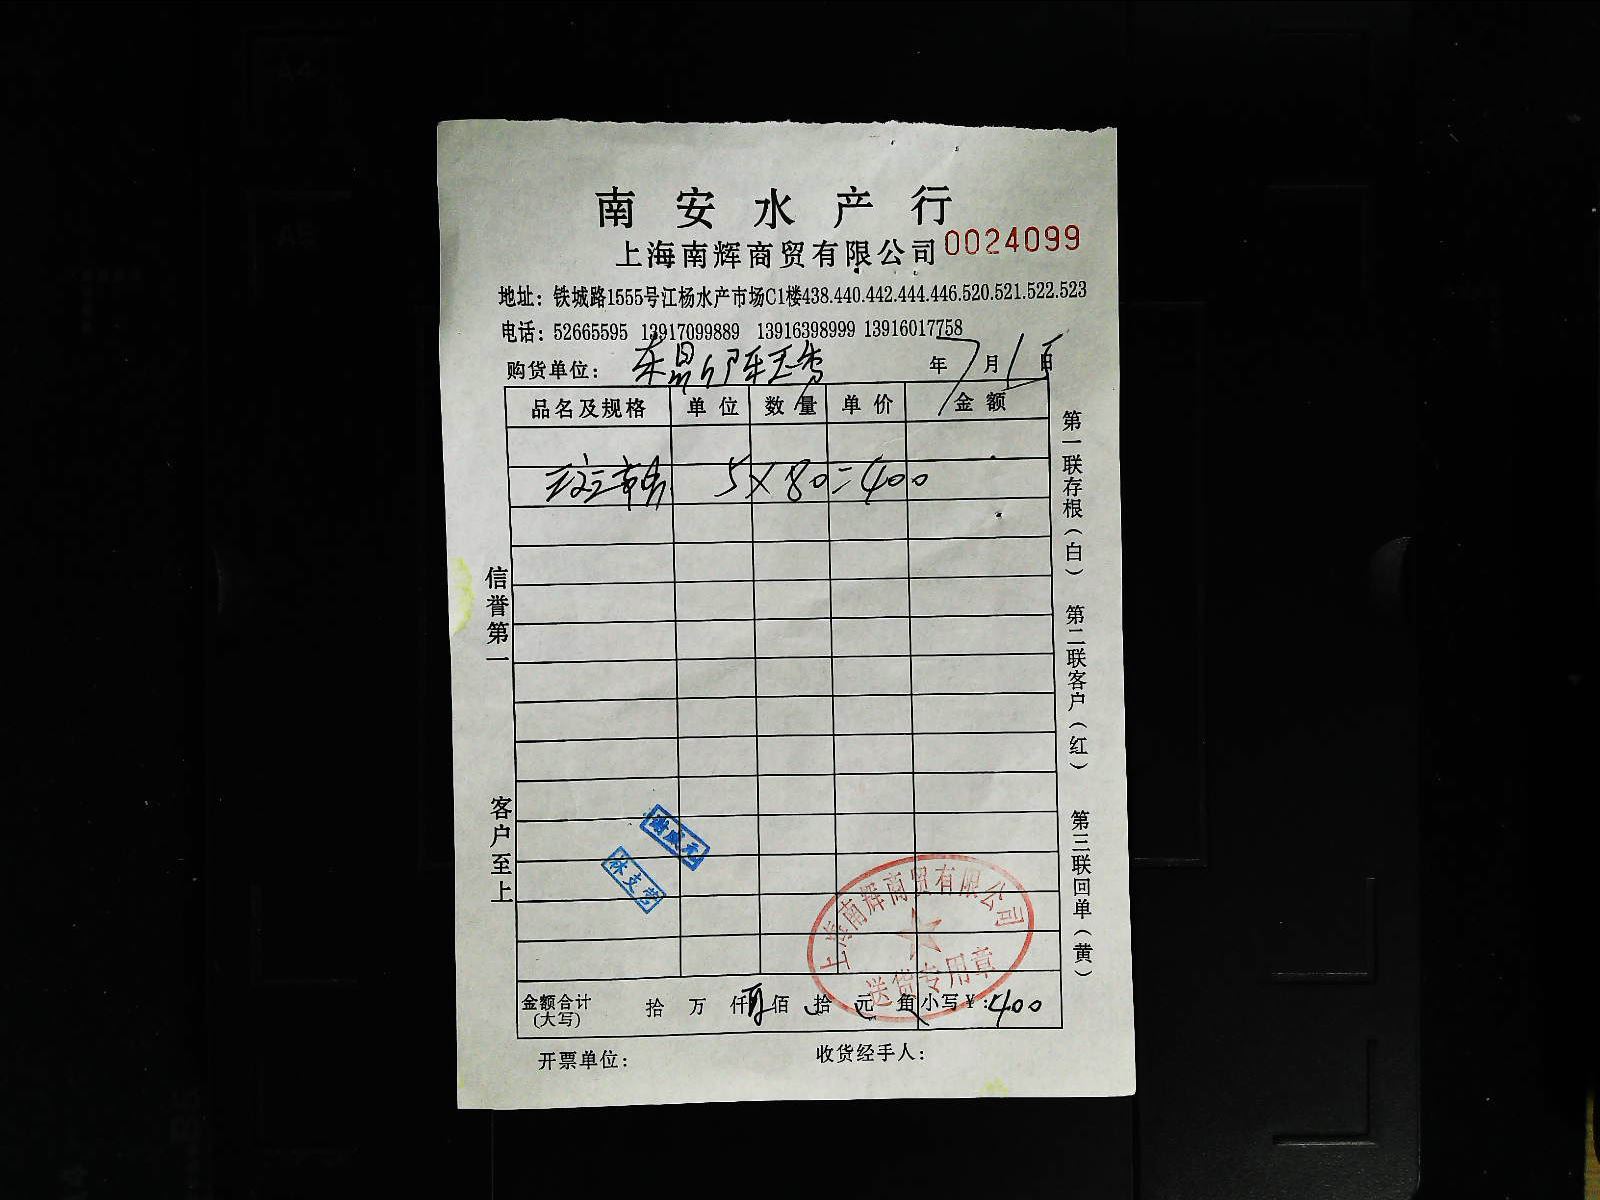 南安水产行
上海南辉商贸有限公司 0024099
地址：铁城路1555号江杨水产市场C1楼438.440.442.444.446.520.521.522.523
电话：52665595 13917099889 13916398999 13916017758
购货单位： 年 7 月 1 日
品名及规格 单位 数量 单价 金额
5×80=400
信誉第一
客户至上
第一联存根（白）
第二联客户（红）
第三联回单（黄）
林支营
上海南辉商贸有限公司
送货专用章
金额合计 拾 万 仟 佰 拾 元 角 小写¥:400
(大写)
开票单位： 收货经手人：